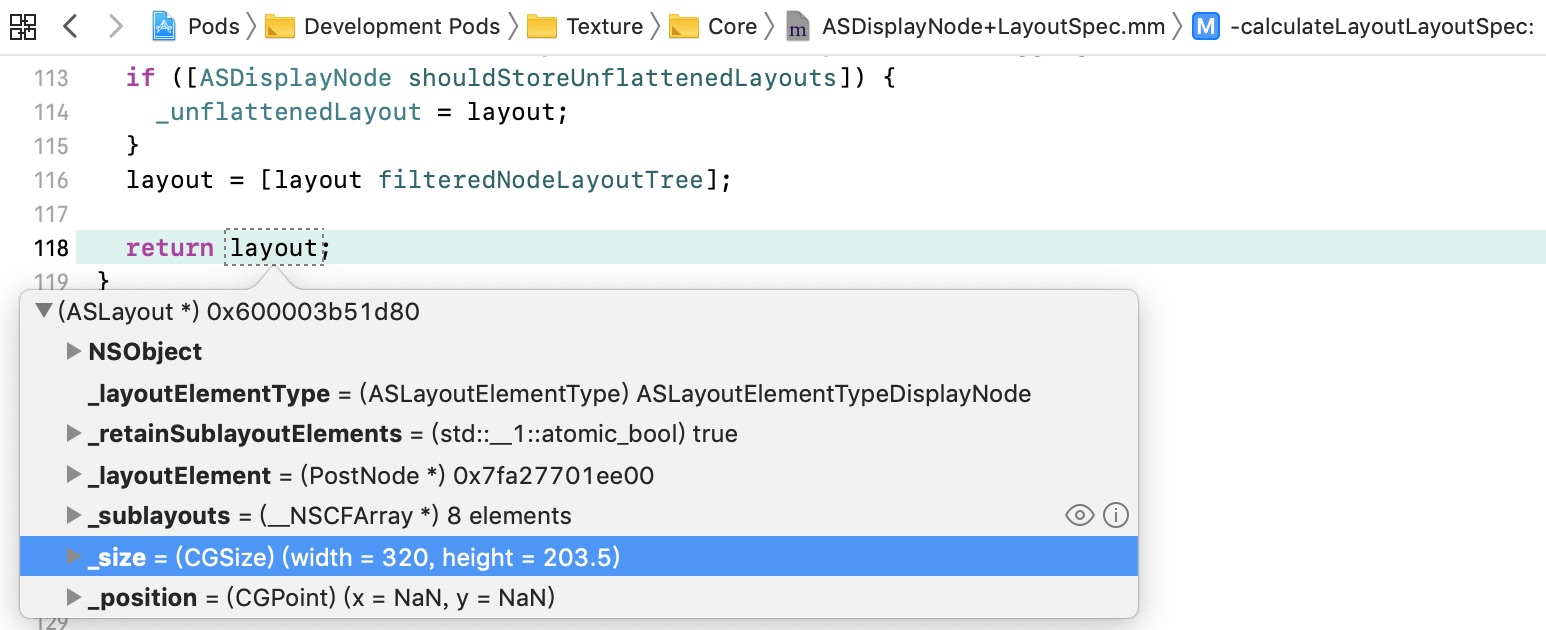 Pods Development Pods Texture Core m ASDisplayNode+LayoutSpec.mm M -calculateLayoutLayoutSpec:
113 if ([ASDisplayNode shouldStoreUnflattenedLayouts]) {
114 _unflattenedLayout = layout;
115 }
116 layout = [layout filteredNodeLayoutTree];
117
118 return layout;
119 }
(ASLayout *) 0x600003b51d80
NSObject
_layoutElementType = (ASLayoutElementType) ASLayoutElementTypeDisplayNode
_retainSublayoutElements = (std::__1::atomic_bool) true
_layoutElement = (PostNode *) 0x7fa27701ee00
_sublayouts = (__NSCFArray *) 8 elements
_size = (CGSize) (width = 320, height = 203.5)
_position = (CGPoint) (x = NaN, y = NaN)
129